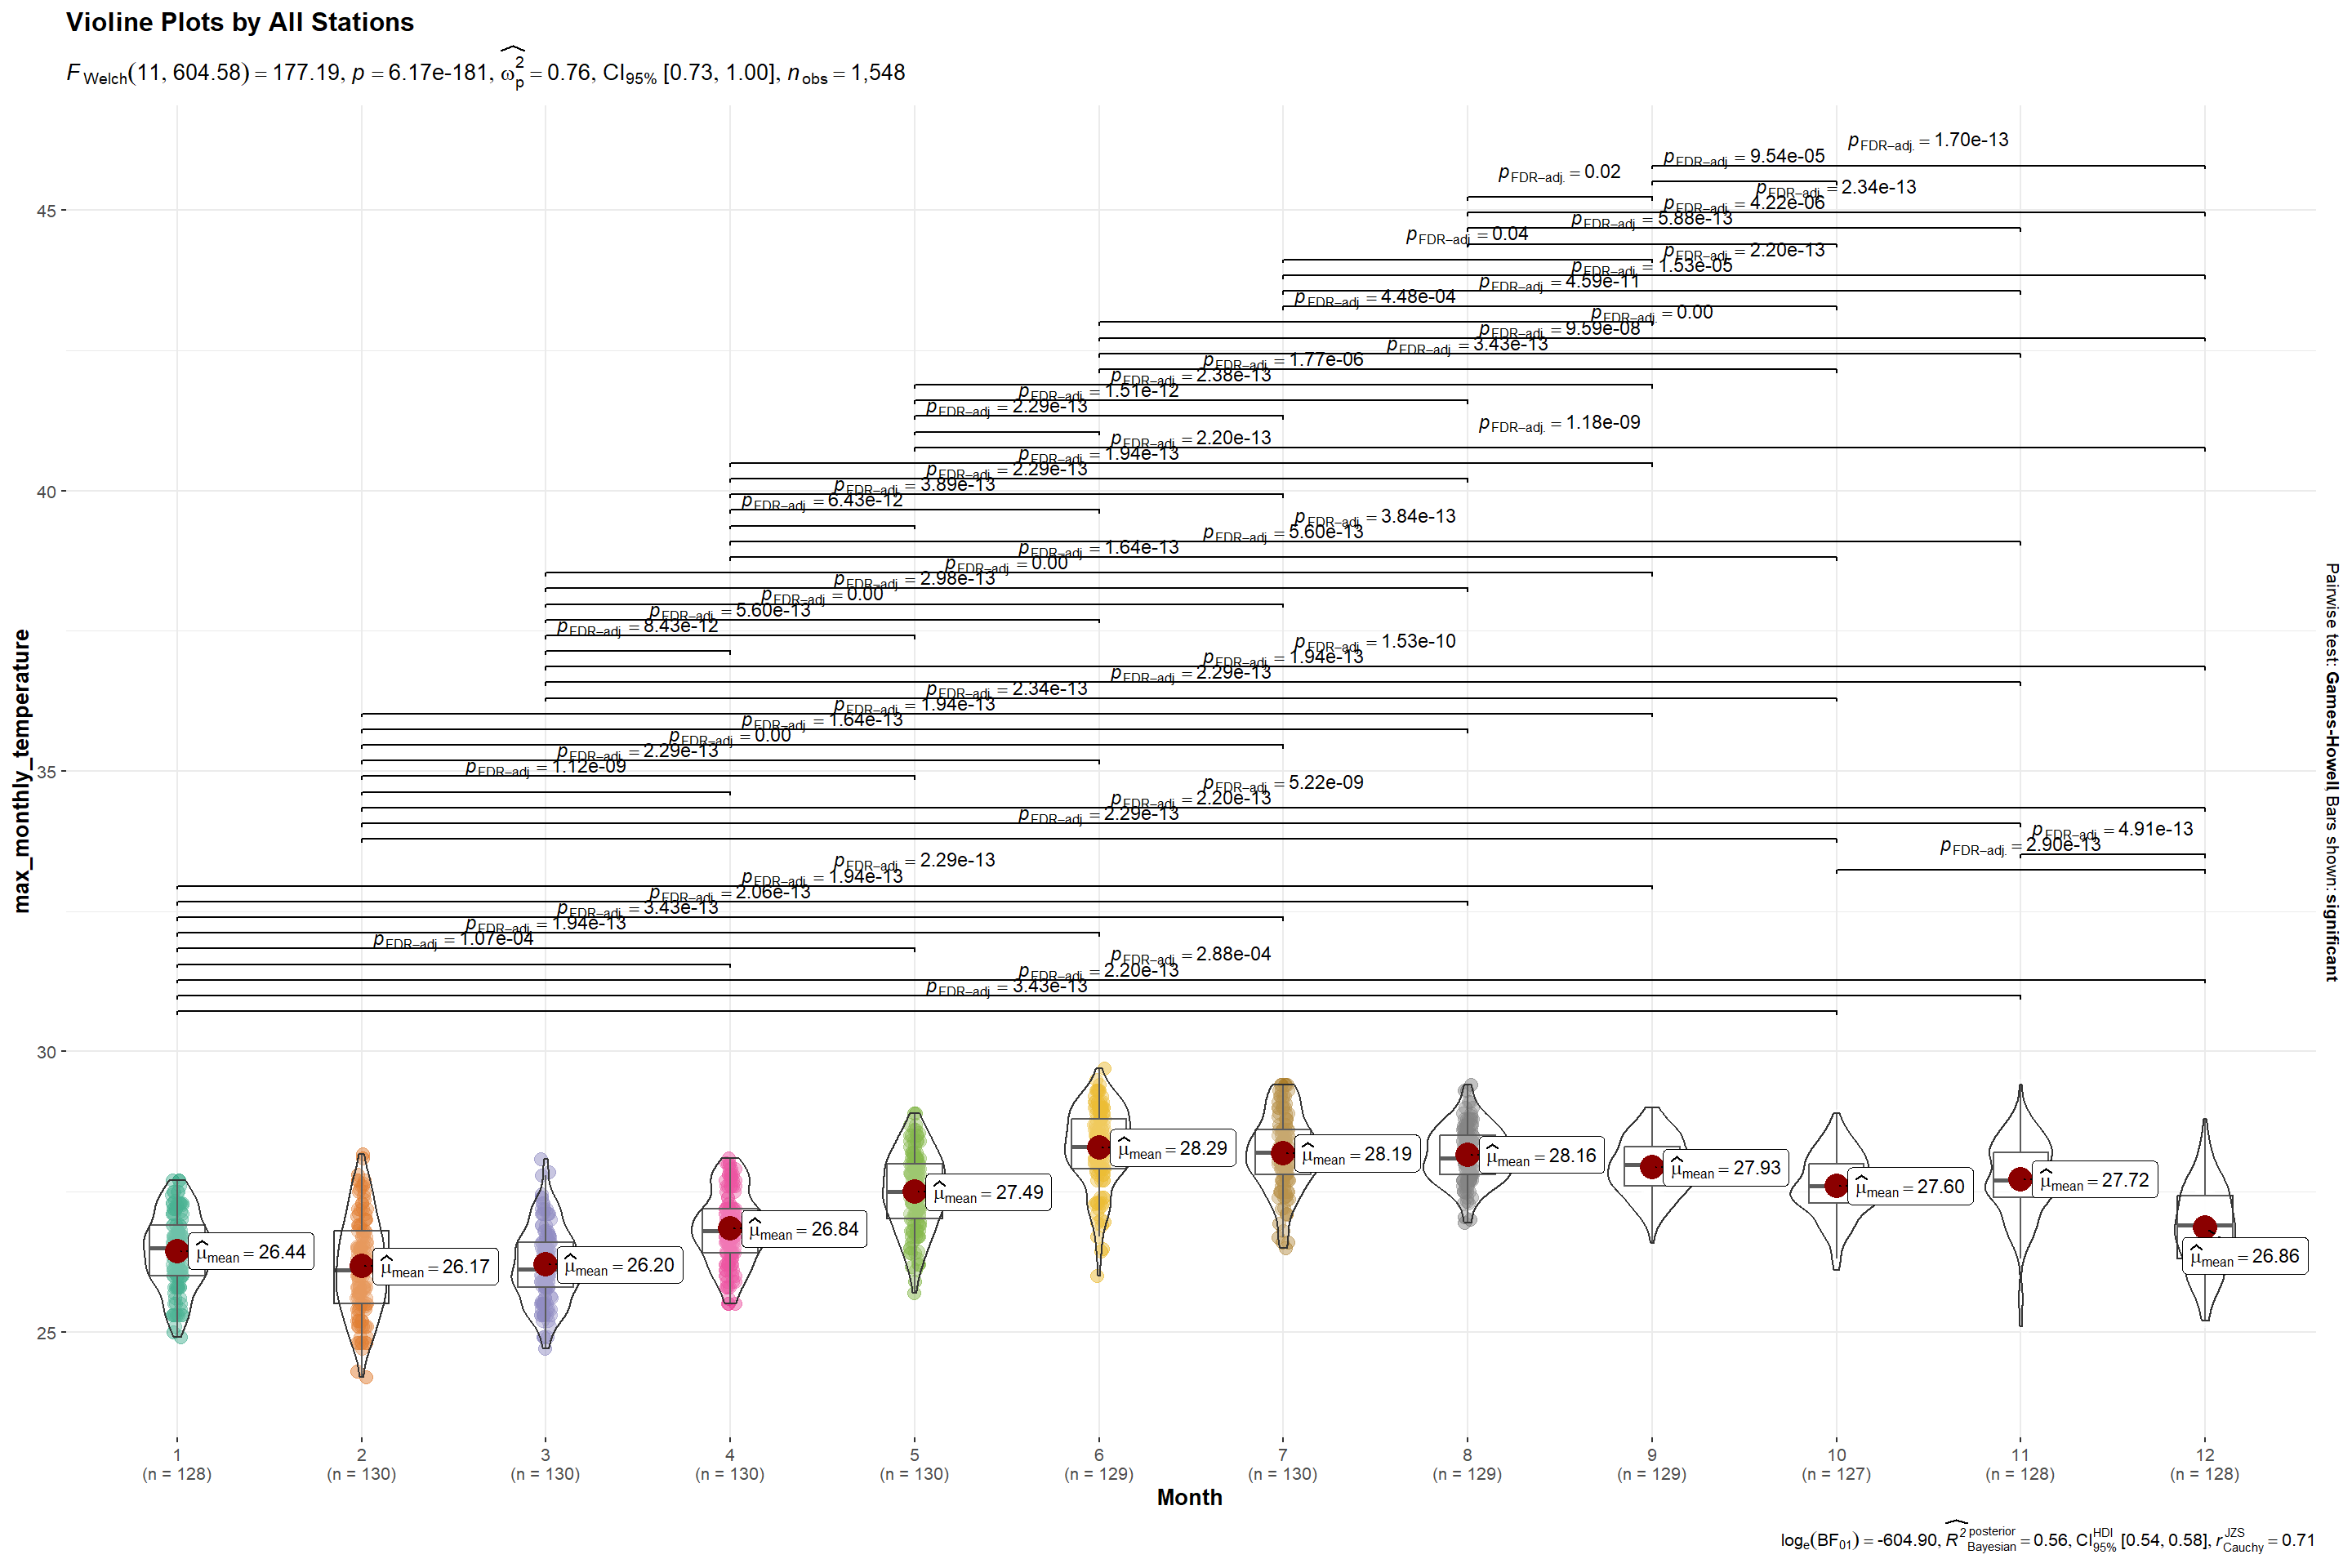 Violine Plots by All Stations
F Welch(11, 604.58) = 177.19, p = 6.17e-181, ω̂²p = 0.76, CI95% [0.73, 1.00], nobs = 1,548
pFDR−adj. = 1.70e-13
pFDR−adj. = 9.54e-05
pFDR−adj. = 0.02
pFDR−adj. = 2.34e-13
pFDR−adj. = 4.22e-06
pFDR−adj. = 5.88e-13
pFDR−adj. = 0.04
pFDR−adj. = 2.20e-13
pFDR−adj. = 1.53e-05
pFDR−adj. = 4.59e-11
pFDR−adj. = 4.48e-04
pFDR−adj. = 0.00
pFDR−adj. = 9.59e-08
pFDR−adj. = 3.43e-13
pFDR−adj. = 1.77e-06
pFDR−adj. = 2.38e-13
pFDR−adj. = 1.51e-12
pFDR−adj. = 2.29e-13
pFDR−adj. = 1.18e-09
pFDR−adj. = 2.20e-13
pFDR−adj. = 1.94e-13
pFDR−adj. = 2.29e-13
pFDR−adj. = 3.89e-13
pFDR−adj. = 6.43e-12
pFDR−adj. = 3.84e-13
pFDR−adj. = 5.60e-13
pFDR−adj. = 1.64e-13
pFDR−adj. = 0.00
pFDR−adj. = 2.98e-13
pFDR−adj. = 0.00
pFDR−adj. = 5.60e-13
pFDR−adj. = 8.43e-12
pFDR−adj. = 1.53e-10
pFDR−adj. = 1.94e-13
pFDR−adj. = 2.29e-13
pFDR−adj. = 2.34e-13
pFDR−adj. = 1.94e-13
pFDR−adj. = 1.64e-13
pFDR−adj. = 0.00
pFDR−adj. = 2.29e-13
pFDR−adj. = 1.12e-09
pFDR−adj. = 5.22e-09
pFDR−adj. = 2.20e-13
pFDR−adj. = 2.29e-13
pFDR−adj. = 4.91e-13
pFDR−adj. = 2.90e-13
pFDR−adj. = 2.29e-13
pFDR−adj. = 1.94e-13
pFDR−adj. = 2.06e-13
pFDR−adj. = 3.43e-13
pFDR−adj. = 1.94e-13
pFDR−adj. = 1.07e-04
pFDR−adj. = 2.88e-04
pFDR−adj. = 2.20e-13
pFDR−adj. = 3.43e-13
45
40
35
30
25
max_monthly_temperature
Pairwise test: Games-Howell, Bars shown: significant
μ̂mean = 26.44
μ̂mean = 26.17
μ̂mean = 26.20
μ̂mean = 26.84
μ̂mean = 27.49
μ̂mean = 28.29
μ̂mean = 28.19
μ̂mean = 28.16
μ̂mean = 27.93
μ̂mean = 27.60
μ̂mean = 27.72
μ̂mean = 26.86
1 2 3 4 5 6 7 8 9 10 11 12
(n = 128) (n = 130) (n = 130) (n = 130) (n = 130) (n = 129) (n = 130) (n = 129) (n = 129) (n = 127) (n = 128) (n = 128)
Month
loge(BF01) = -604.90, R̂² posterior Bayesian = 0.56, CI HDI 95% [0.54, 0.58], r JZS Cauchy = 0.71